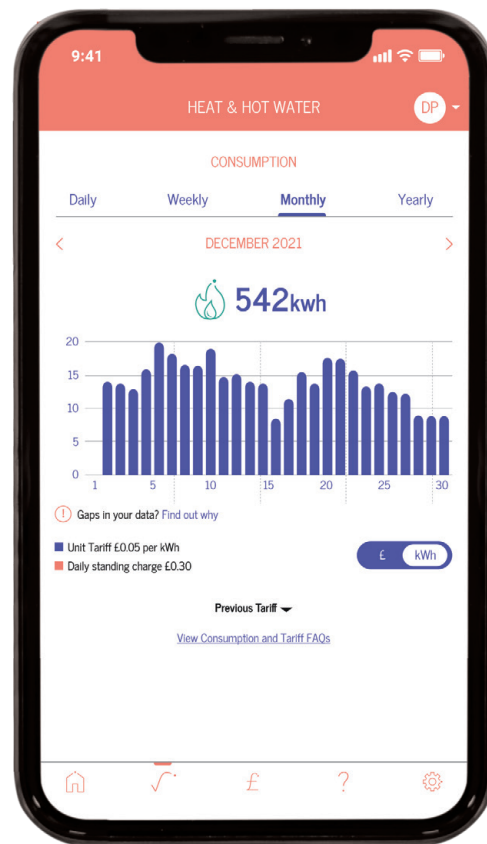 9:41
HEAT & HOT WATER
DP
CONSUMPTION
Daily Weekly Monthly Yearly
< DECEMBER 2021 >
542kwh
20
15
10
5
0
1 5 10 15 20 25 30
! Gaps in your data? Find out why
Unit Tariff £0.05 per kWh
Daily standing charge £0.30
£ kWh
Previous Tariff
View Consumption and Tariff FAQs
£ ?